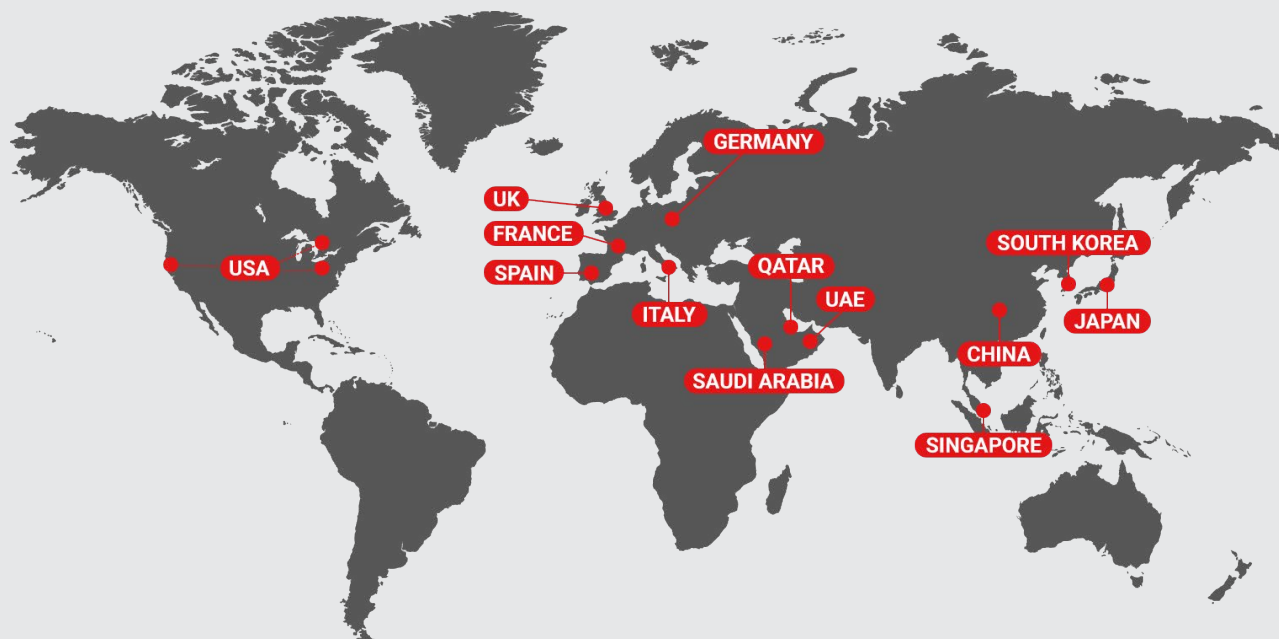 GERMANY
UK
FRANCE
SOUTH KOREA
USA
SPAIN
QATAR
UAE
ITALY
JAPAN
CHINA
SAUDI ARABIA
SINGAPORE